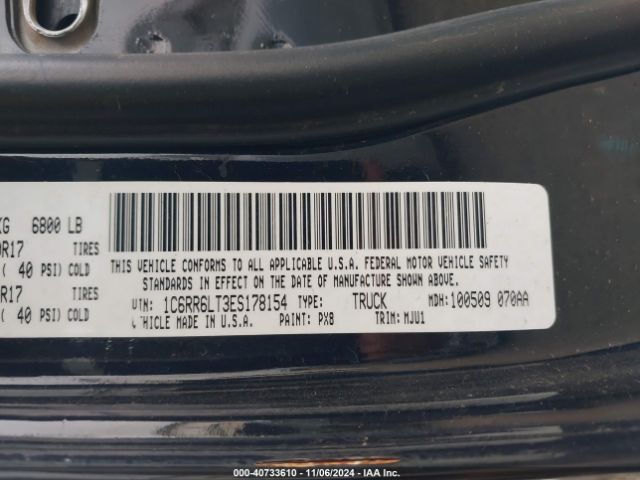 KG 6800 LB
R17 TIRES
( 40 PSI) COLD
R17 TIRES
( 40 PSI) COLD
THIS VEHICLE CONFORMS TO ALL APPLICABLE U.S.A. FEDERAL MOTOR VEHICLE SAFETY
STANDARDS IN EFFECT ON THE DATE OF MANUFACTURE SHOWN ABOVE.
VIN: 1C6RR6LT3ES178154 TYPE: TRUCK MDH: 100509 070AA
VEHICLE MADE IN U.S.A. PAINT: PX8 TRIM: MJU1
000-40733610 - 11/06/2024 - IAA Inc.